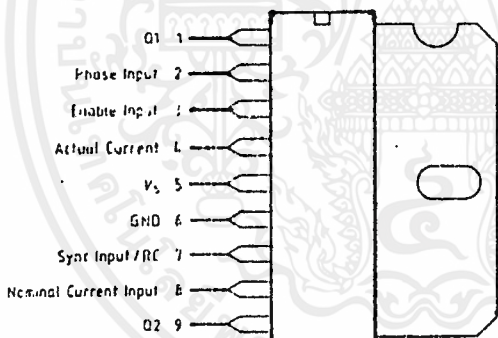 Q1 1
Phase Input 2
Enable Input 3
Actual Current 4
Vs 5
GND 6
Sync Input/RC 7
Nominal Current Input 8
Q2 9